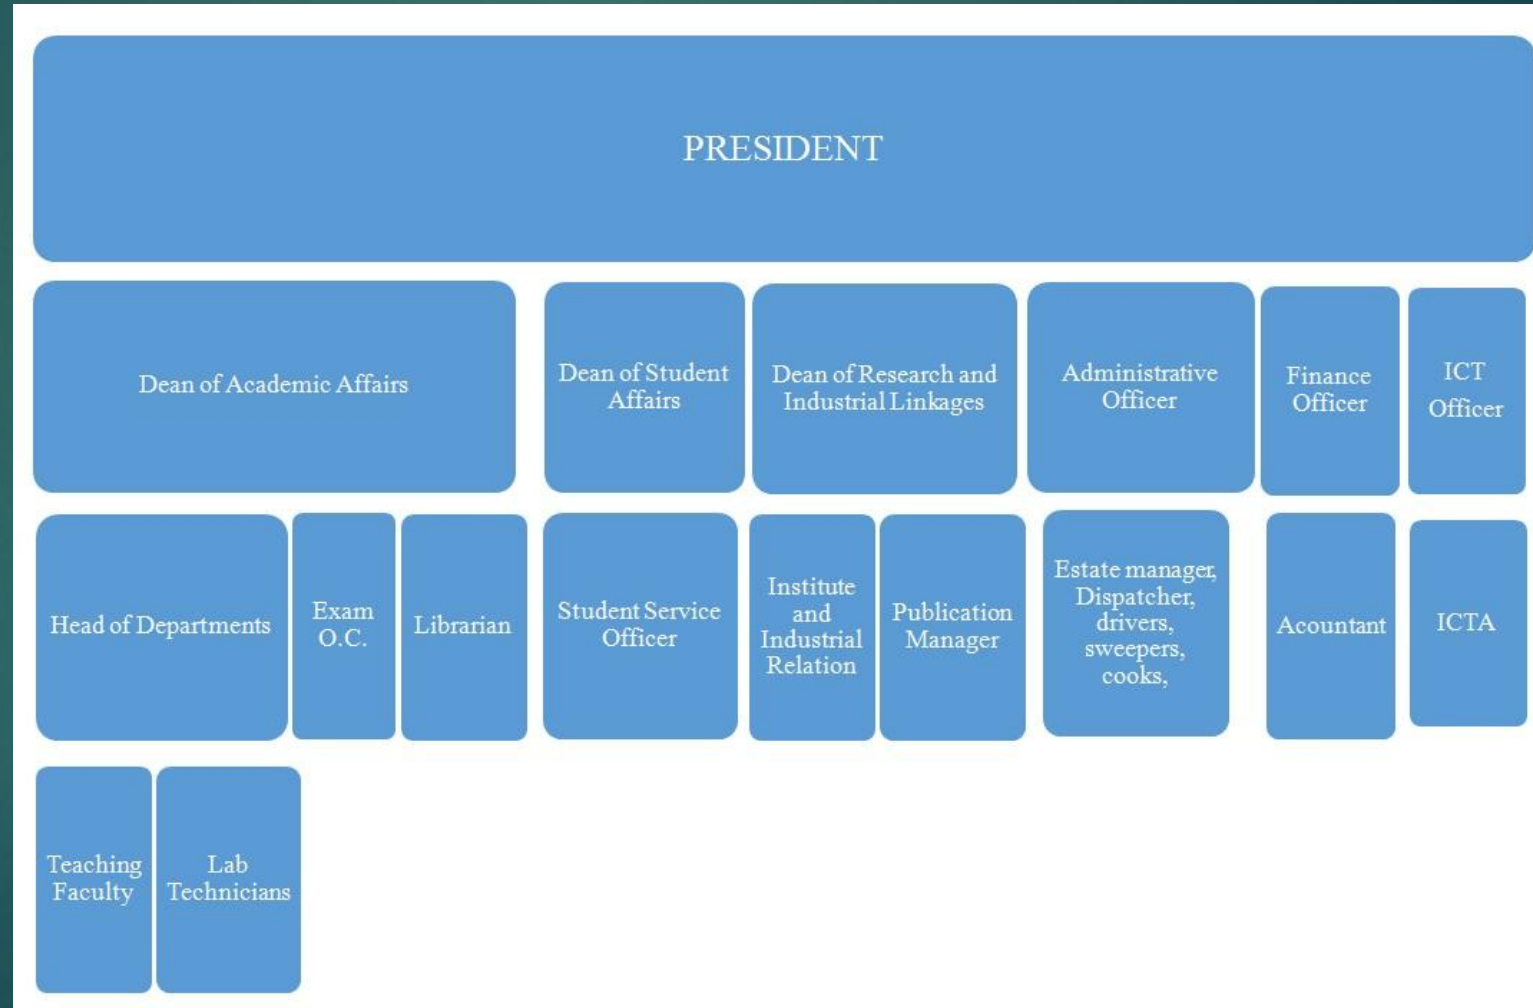 PRESIDENT
Dean of Academic Affairs
Dean of Student
Affairs
Dean of Research and
Industrial Linkages
Administrative
Officer
Finance
Officer
ICT
Officer
Head of Departments
Exam
O.C.
Librarian
Student Service
Officer
Institute
and
Industrial
Relation
Publication
Manager
Estate manager,
Dispatcher,
drivers,
sweepers,
cooks,
Acountant
ICTA
Teaching
Faculty
Lab
Technicians